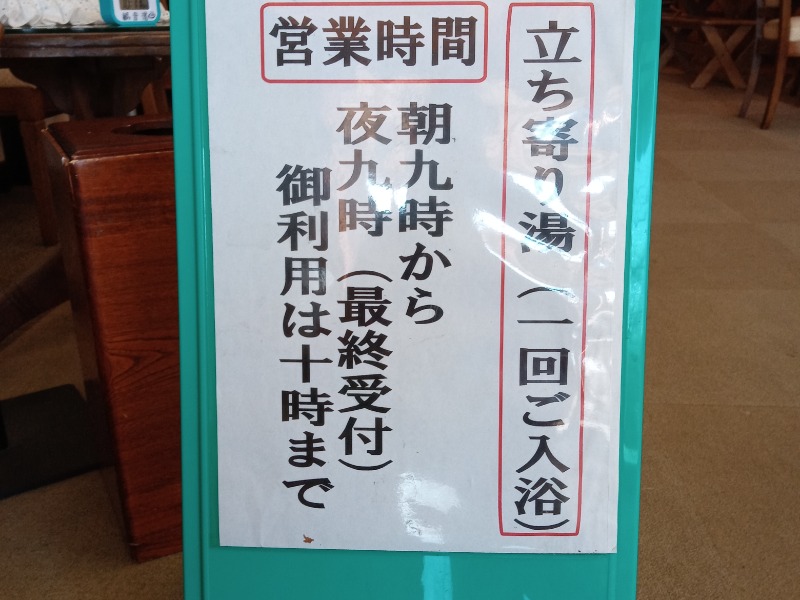 立ち寄り湯（一回ご入浴）
営業時間
朝九時から
夜九時（最終受付）
御利用は十時まで